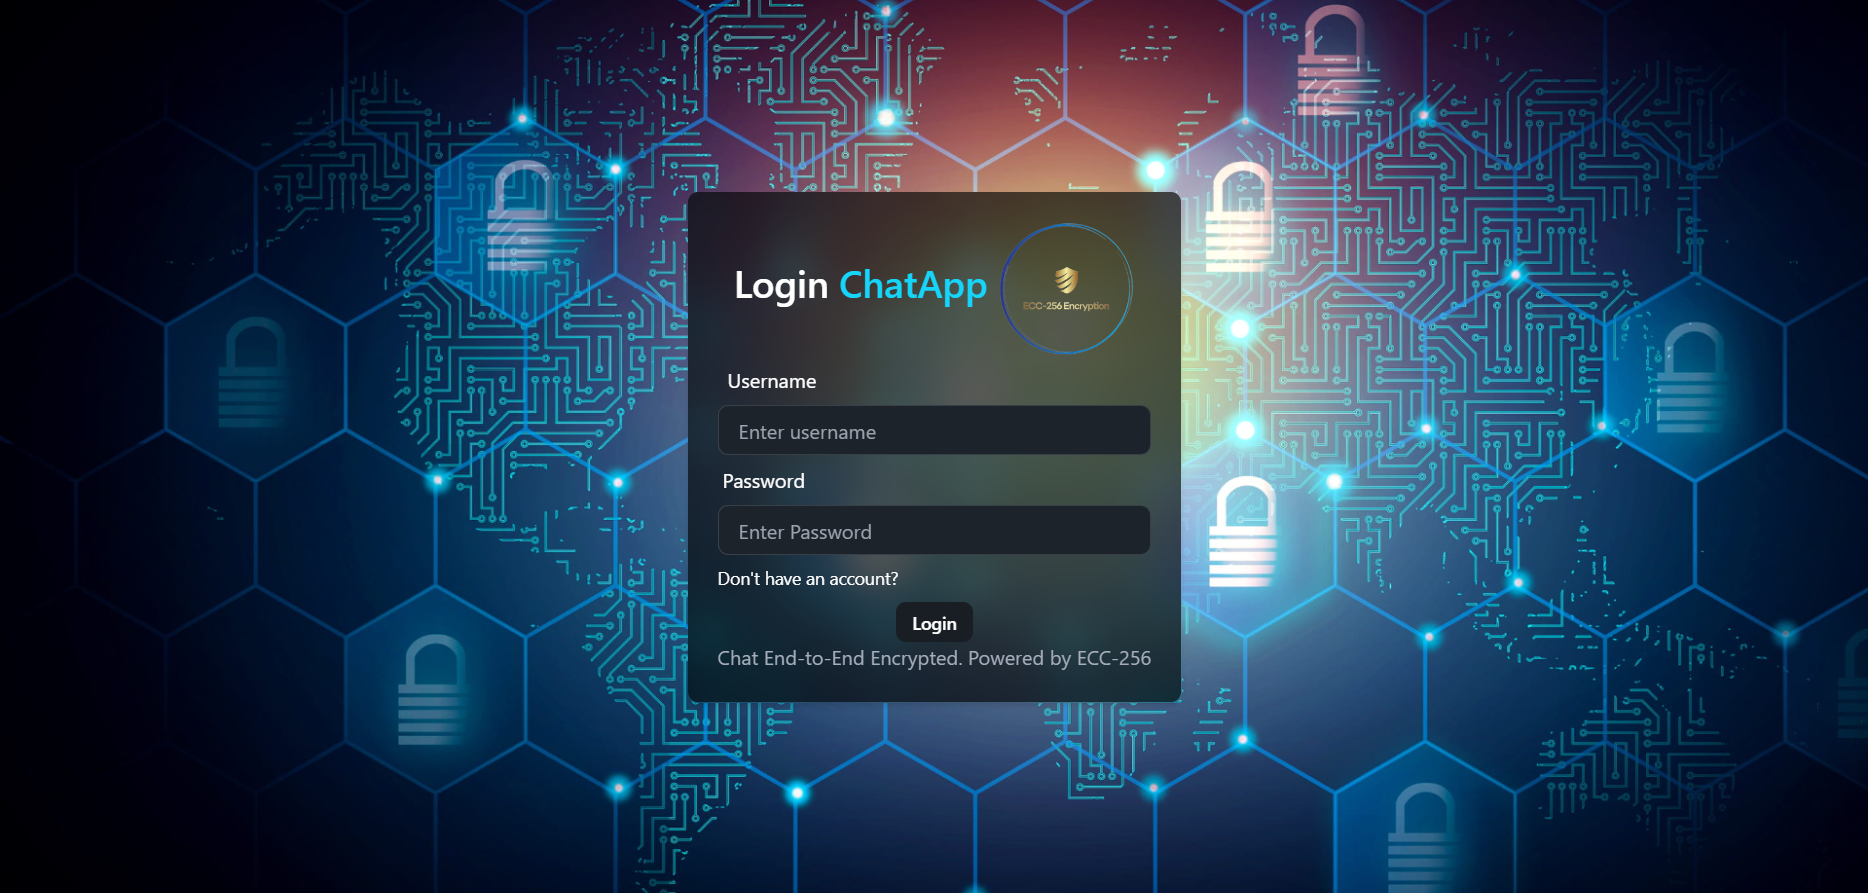 Login ChatApp
ECC-256 Encryption
Username
Enter username
Password
Enter Password
Don't have an account?
Login
Chat End-to-End Encrypted. Powered by ECC-256